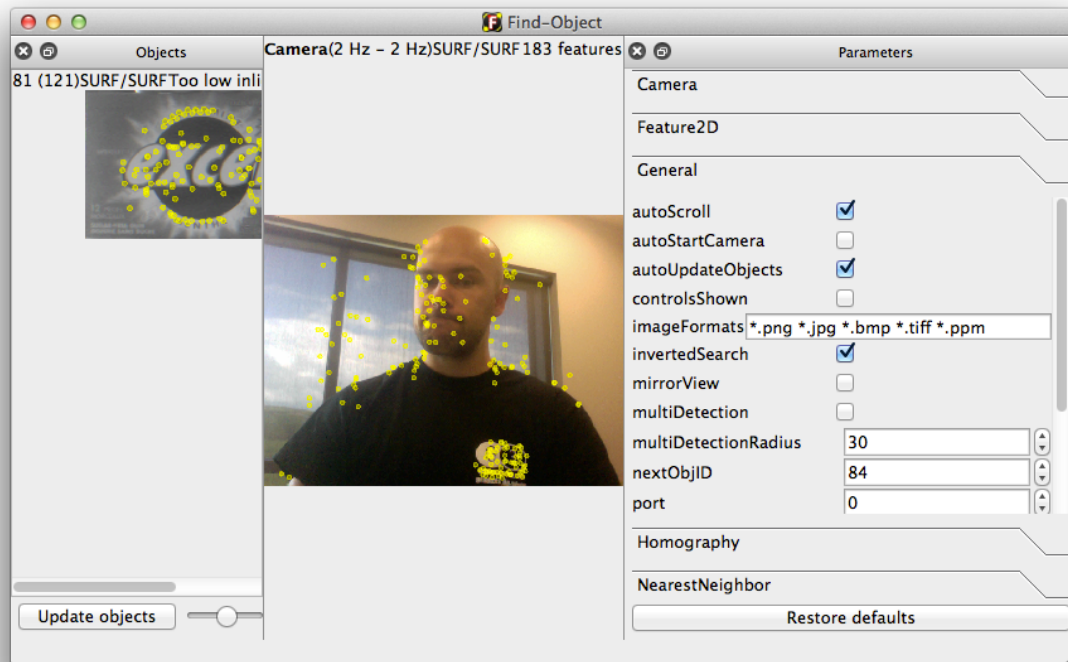 Find-Object
Objects
81 (121)SURF/SURFToo low inli
exce
Update objects
Camera(2 Hz - 2 Hz)SURF/SURF183 features
Parameters
Camera
Feature2D
General
autoScroll
autoStartCamera
autoUpdateObjects
controlsShown
imageFormats *.png *.jpg *.bmp *.tiff *.ppm
invertedSearch
mirrorView
multiDetection
multiDetectionRadius 30
nextObjID 84
port 0
Homography
NearestNeighbor
Restore defaults